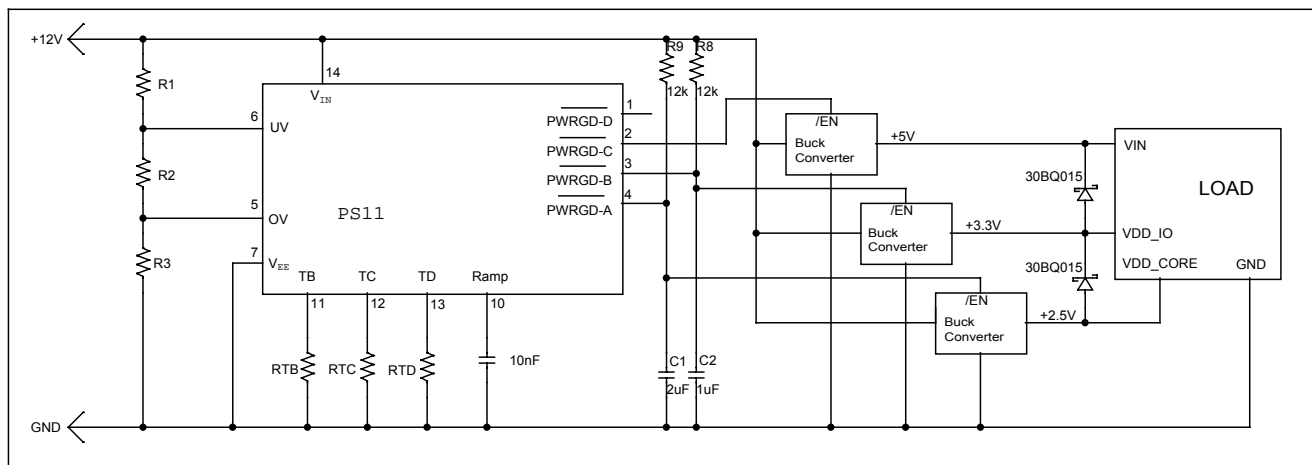 +12V
R9
R8
14
R1
V_IN
12k
12k
PWRGD-D
1
/EN
6
UV
PWRGD-C
2
Buck
Converter
+5V
VIN
R2
PWRGD-B
3
30BQ015
LOAD
5
OV
PS11
PWRGD-A
4
/EN
Buck
Converter
+3.3V
VDD_IO
7
V_EE
R3
TB
TC
TD
Ramp
30BQ015
VDD_CORE
GND
11
12
13
10
/EN
Buck
Converter
+2.5V
RTB
RTC
RTD
10nF
C1
C2
2uF
1uF
GND